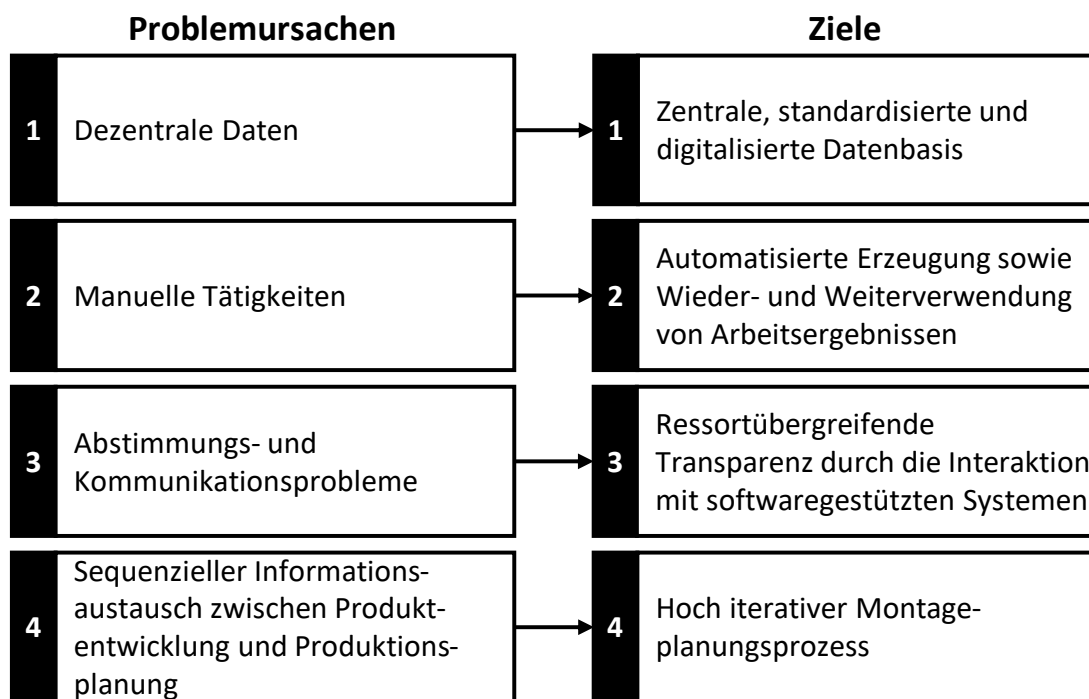 Problemursachen
Ziele
1
Dezentrale Daten
1
Zentrale, standardisierte und
digitalisierte Datenbasis
2
Manuelle Tätigkeiten
2
Automatisierte Erzeugung sowie
Wieder- und Weiterverwendung
von Arbeitsergebnissen
3
Abstimmungs- und
Kommunikationsprobleme
3
Ressortübergreifende
Transparenz durch die Interaktion
mit softwaregestützten Systemen
4
Sequenzieller Informations-
austausch zwischen Produkt-
entwicklung und Produktions-
planung
4
Hoch iterativer Montage-
planungsprozess